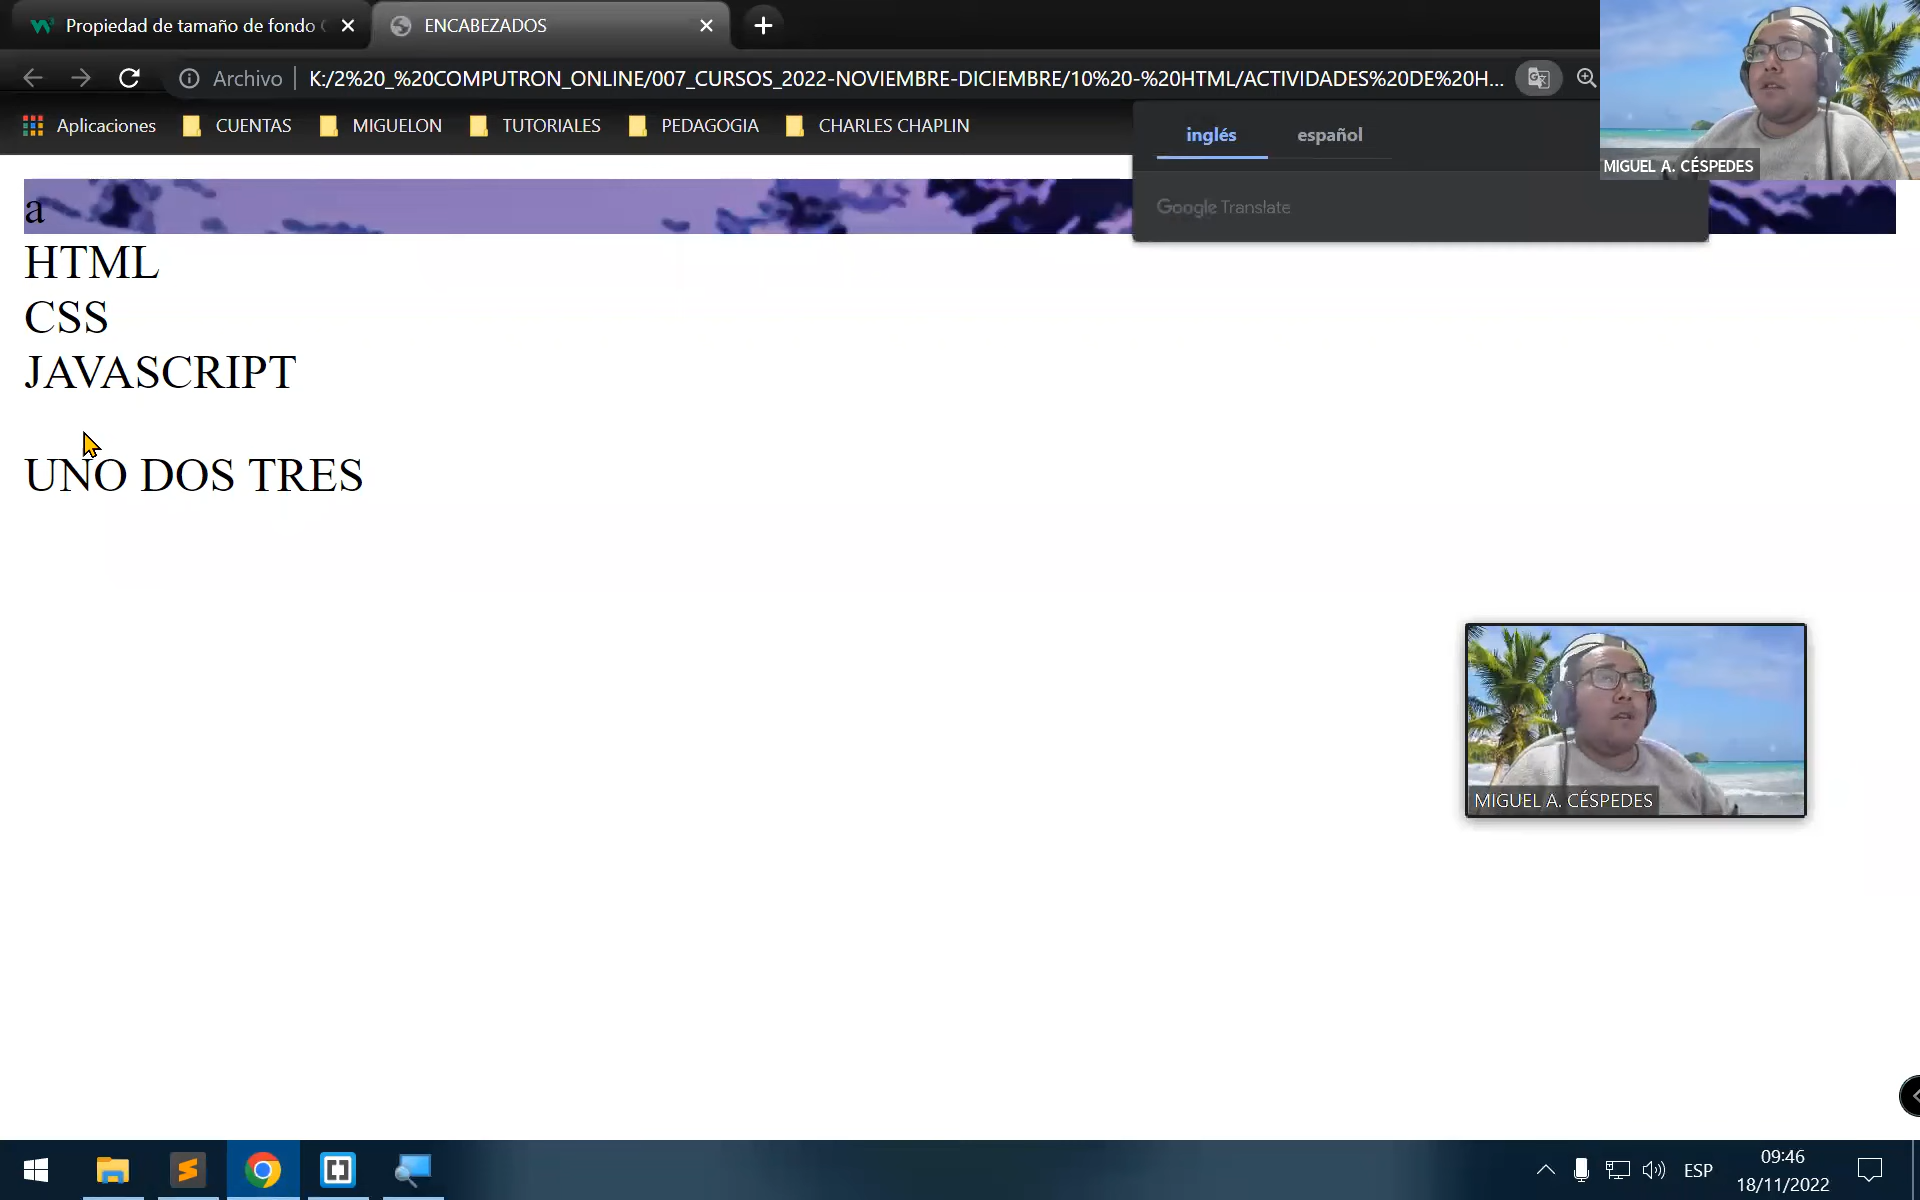 Propiedad de tamaño de fondo
ENCABEZADOS
Archivo K:/2%20_%20COMPUTRON_ONLINE/007_CURSOS_2022-NOVIEMBRE-DICIEMBRE/10%20-%20HTML/ACTIVIDADES%20DE%20H...
Aplicaciones CUENTAS MIGUELON TUTORIALES PEDAGOGIA CHARLES CHAPLIN
inglés español
Google Translate
MIGUEL A. CÉSPEDES
a
HTML
CSS
JAVASCRIPT
UNO DOS TRES
MIGUEL A. CÉSPEDES
ESP
09:46
18/11/2022